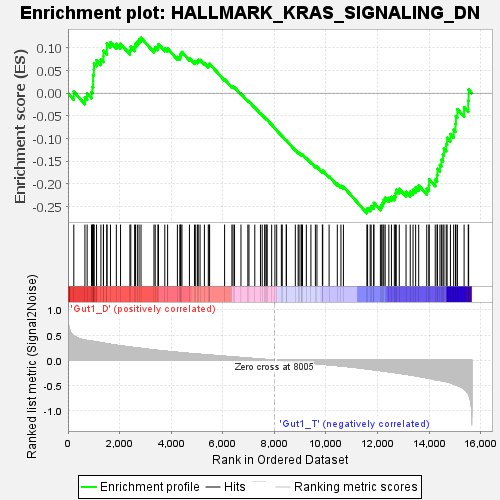 Enrichment plot: HALLMARK_KRAS_SIGNALING_DN
Enrichment score (ES)
0.10
0.05
0.00
-0.05
-0.10
-0.15
-0.20
-0.25
Ranked list metric (Signal2Noise)
1.0
0.5
0.0
-0.5
-1.0
'Gut1_D' (positively correlated)
Zero cross at 8005
'Gut1_T' (negatively correlated)
0 2,000 4,000 6,000 8,000 10,000 12,000 14,000 16,000
Rank in Ordered Dataset
Enrichment profile Hits Ranking metric scores